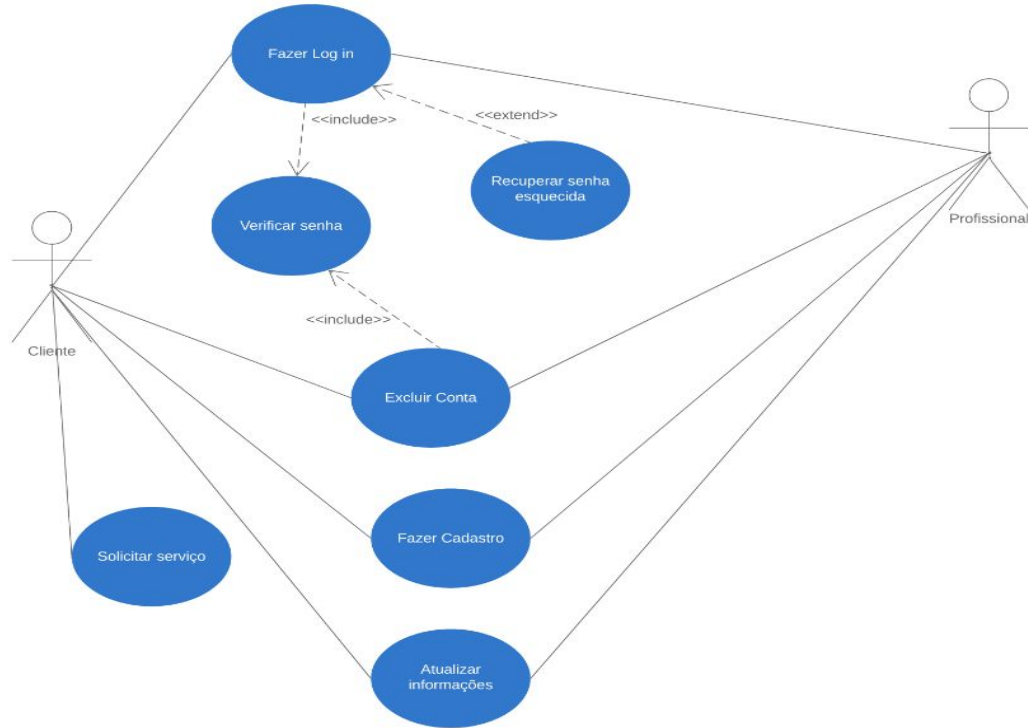 Fazer Log in
<<include>>
<<extend>>
Recuperar senha
esquecida
Profissional
Verificar senha
<<include>>
Cliente
Excluir Conta
Fazer Cadastro
Solicitar serviço
Atualizar
informações